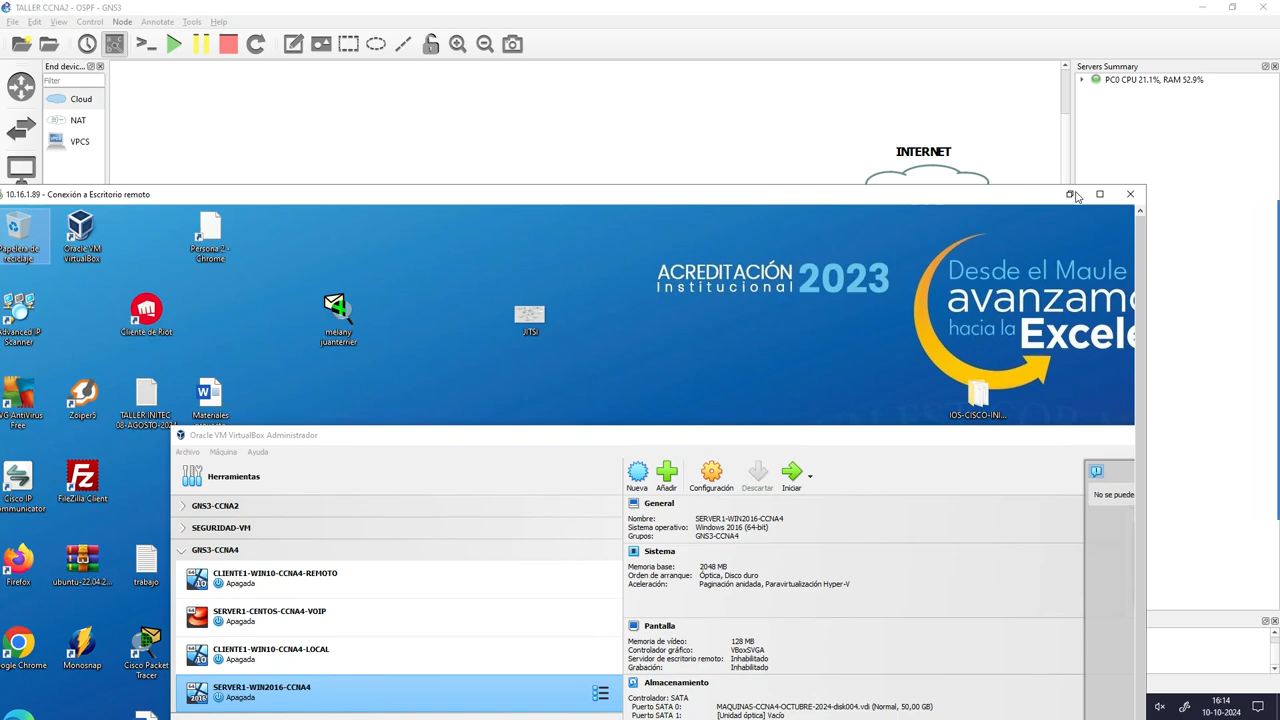 TALLER CCNA2 - OSPF - GNS3
File Edit View Control Node Annotate Tools Help
End devic...
Filter
Cloud
NAT
VPCS
Servers Summary
PC0 CPU 21.1%, RAM 52.9%
INTERNET
10.16.1.89 - Conexión a Escritorio remoto
Papelera de reciclaje
Oracle VM VirtualBox
Persona 2 - Chrome
Advanced IP Scanner
Cliente de Riot
melany juanterrier
JITSI
ACREDITACIÓN 2023
Institucional
Desde el Maule
avanzamo
hacia la Excele
VG AntiVirus Free
Zoiper5
TALLER INITEC 08-AGOSTO-202
Materiales
IOS-CISCO-INI...
Cisco IP ommunicator
FileZilla Client
Firefox
ubuntu-22.04.2...
trabajo
ogle Chrome
Monosnap
Cisco Packet Tracer
Oracle VM VirtualBox Administrador
Archivo Máquina Ayuda
Herramientas
GNS3-CCNA2
SEGURIDAD-VM
GNS3-CCNA4
CLIENTE1-WIN10-CCNA4-REMOTO
Apagada
SERVER1-CENTOS-CCNA4-VOIP
Apagada
CLIENTE1-WIN10-CCNA4-LOCAL
Apagada
SERVER1-WIN2016-CCNA4
Apagada
Nueva Añadir Configuración Descartar Iniciar
General
Nombre: SERVER1-WIN2016-CCNA4
Sistema operativo: Windows 2016 (64-bit)
Grupos: GNS3-CCNA4
Sistema
Memoria base: 2048 MB
Orden de arranque: Óptica, Disco duro
Aceleración: Paginación anidada, Paravirtualización Hyper-V
Pantalla
Memoria de vídeo: 128 MB
Controlador gráfico: VBoxSVGA
Servidor de escritorio remoto: Inhabilitado
Grabación: Inhabilitado
Almacenamiento
Controlador: SATA
Puerto SATA 0: MAQUINAS-CCNA4-OCTUBRE-2024-disk004.vdi (Normal, 50,00 GB)
Puerto SATA 1: [Unidad óptica] Vacío
No se puede
16:14
10-10-2024